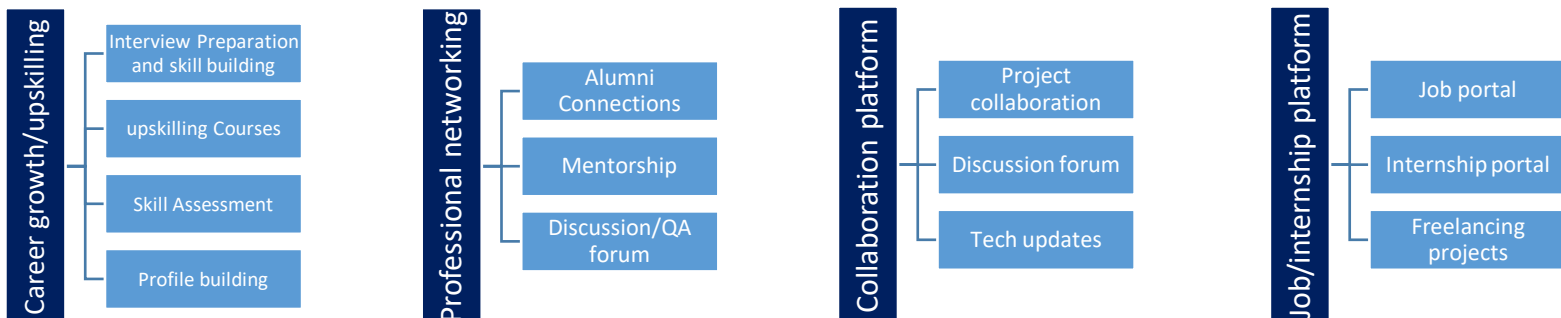 Career growth/upskilling
Interview Preparation
and skill building
upskilling Courses
Skill Assessment
Profile building
Professional networking
Alumni
Connections
Mentorship
Discussion/QA
forum
Collaboration platform
Project
collaboration
Discussion forum
Tech updates
Job/internship platform
Job portal
Internship portal
Freelancing
projects